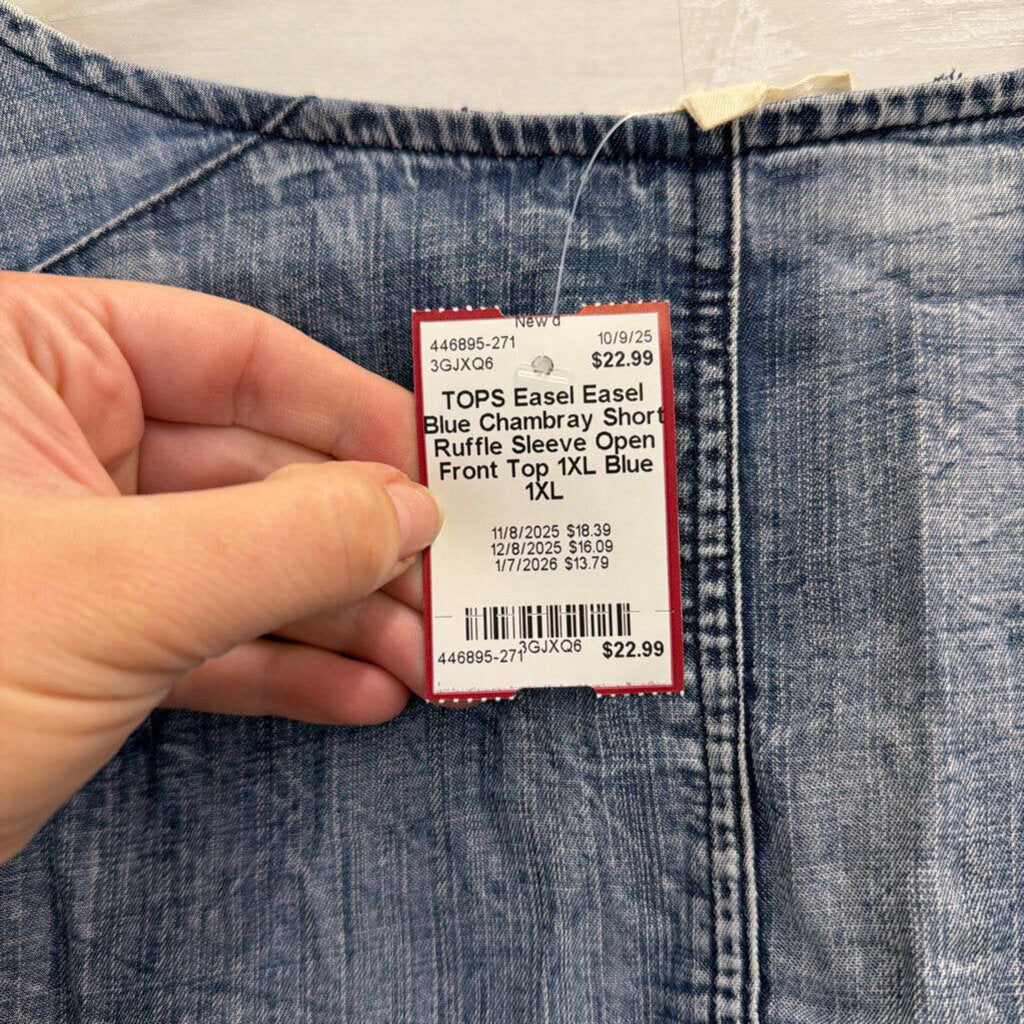 New'd
446895-271 10/9/25
3GJXQ6 $22.99
TOPS Easel Easel
Blue Chambray Short
Ruffle Sleeve Open
Front Top 1XL Blue
1XL
11/8/2025 $18.39
12/8/2025 $16.09
1/7/2026 $13.79
446895-271 3GJXQ6 $22.99